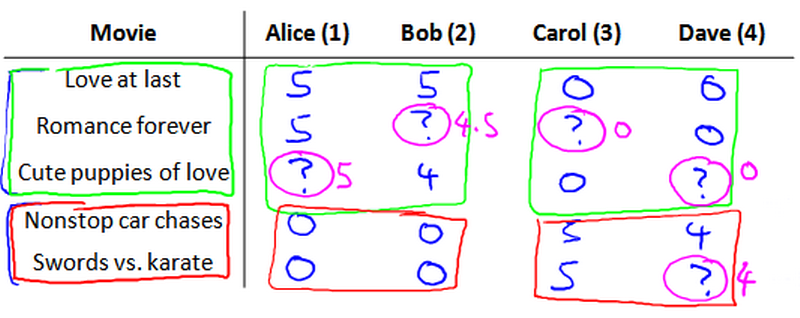 Movie Alice (1) Bob (2) Carol (3) Dave (4)
Love at last 5 5 0 0
Romance forever 5 ? 4.5 ? 0 0
Cute puppies of love ? 5 4 0 ? 0
Nonstop car chases 0 0 5 4
Swords vs. karate 0 0 5 ? 4